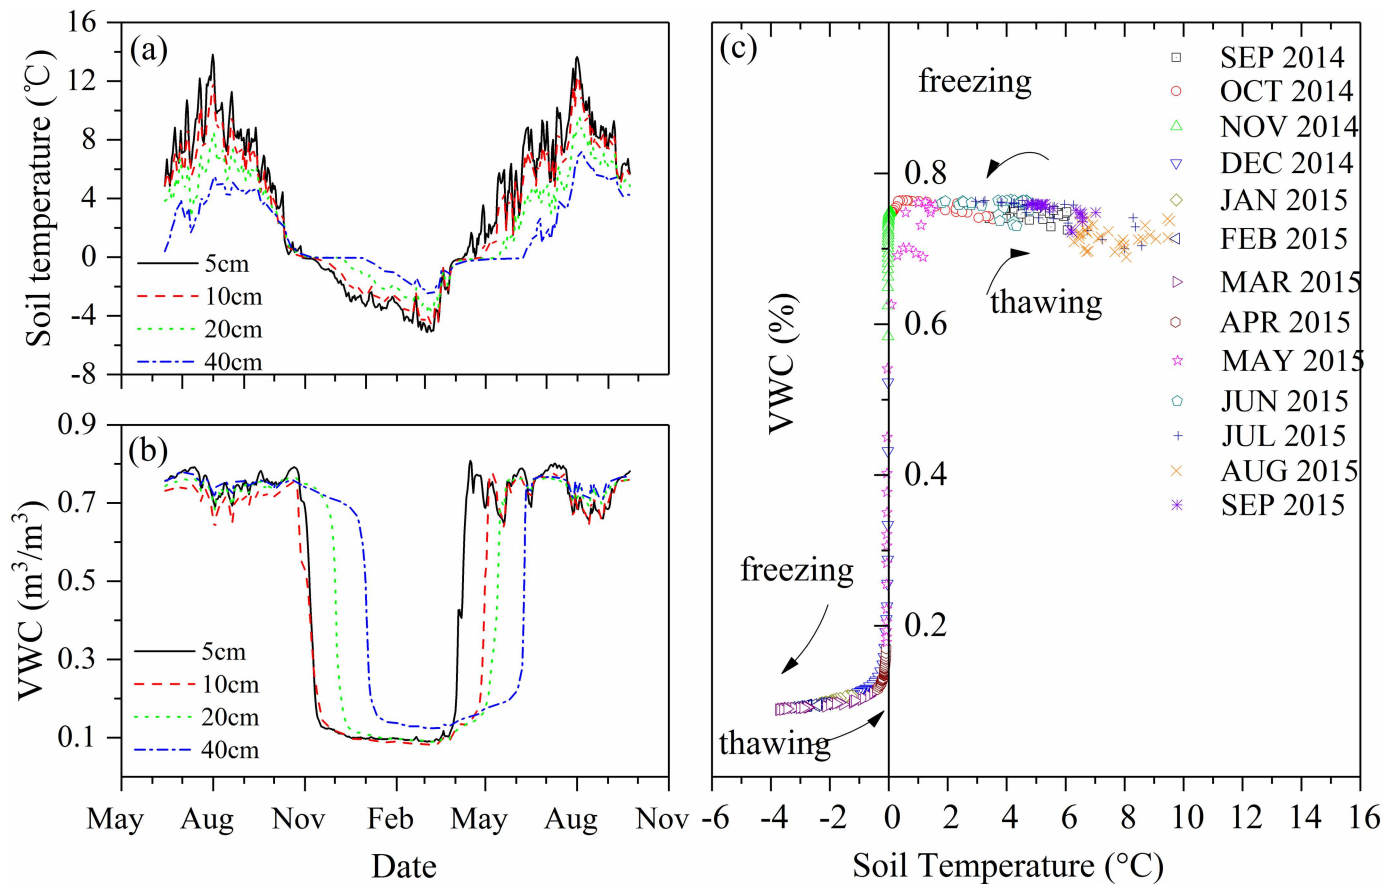 (a)
16
12
8
4
0
-4
-8
Soil temperature (℃)
5cm
10cm
20cm
40cm
(b)
0.9
0.7
0.5
0.3
0.1
VWC (m³/m³)
5cm
10cm
20cm
40cm
May Aug Nov Feb May Aug Nov
Date
(c)
freezing
thawing
0.8
0.6
0.4
0.2
VWC (%)
freezing
thawing
SEP 2014
OCT 2014
NOV 2014
DEC 2014
JAN 2015
FEB 2015
MAR 2015
APR 2015
MAY 2015
JUN 2015
JUL 2015
AUG 2015
SEP 2015
-6 -4 -2 0 2 4 6 8 10 12 14 16
Soil Temperature (°C)